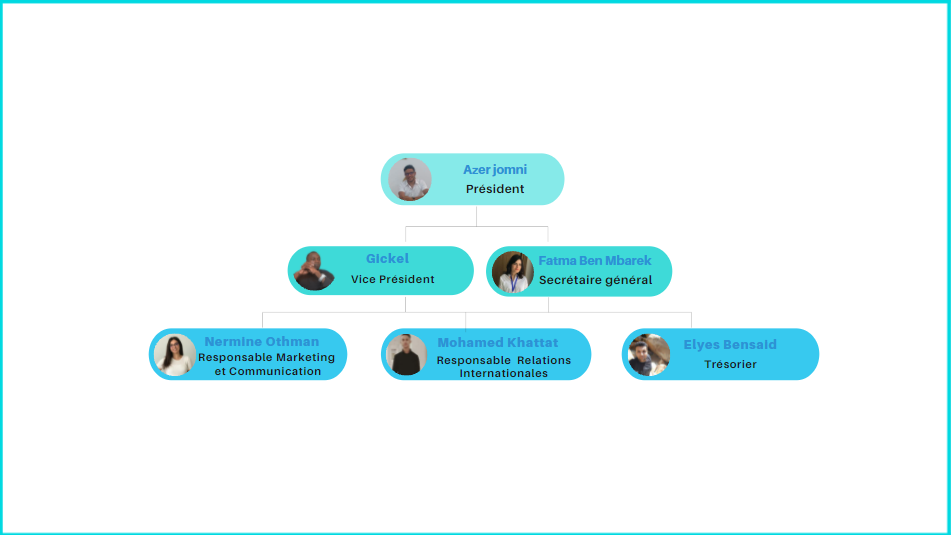 Azer jomni
Président
Gickel
Vice Président
Fatma Ben Mbarek
Secrétaire général
Nermine Othman
Responsable Marketing
et Communication
Mohamed Khattat
Responsable Relations
Internationales
Elyes Bensaid
Trésorier